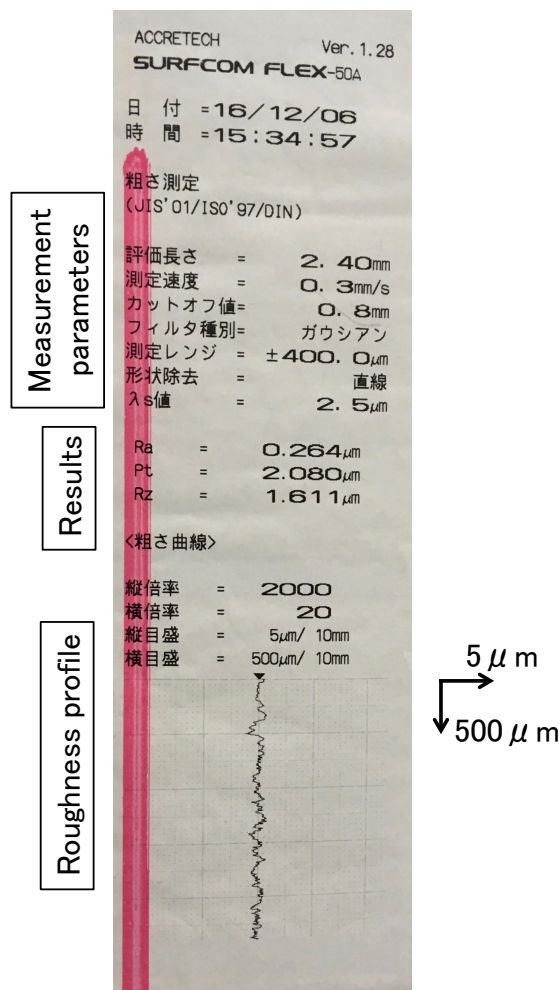 ACCRETECH Ver.1.28
SURFCOM FLEX-50A
日 付 =16/12/06
時 間 =15:34:57
粗さ測定
(JIS'01/ISO'97/DIN)
Measurement
parameters
評価長さ = 2. 40mm
測定速度 = 0. 3mm/s
カットオフ値= 0. 8mm
フィルタ種別= ガウシアン
測定レンジ = ±400. 0μm
形状除去 = 直線
λs値 = 2. 5μm
Results
Ra = 0.264μm
Pt = 2.080μm
Rz = 1.611μm
<粗さ曲線>
縦倍率 = 2000
横倍率 = 20
縦目盛 = 5μm/ 10mm
横目盛 = 500μm/ 10mm
Roughness profile
5μm
500μm